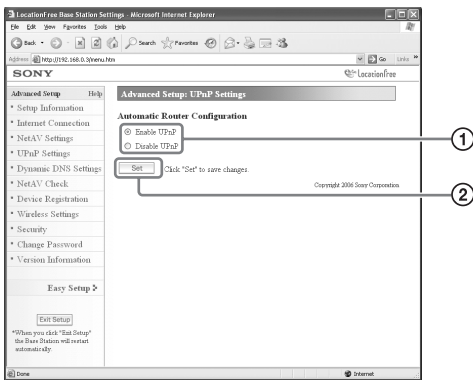 LocationFree Base Station Settings - Microsoft Internet Explorer
File Edit View Favorites Tools Help
Back Search Favorites
Address http://192.168.0.3/menu.htm Go Links »
SONY LocationFree
Advanced Setup Help
• Setup Information
• Internet Connection
• NetAV Settings
• UPnP Settings
• Dynamic DNS Settings
• NetAV Check
• Device Registration
• Wireless Settings
• Security
• Change Password
• Version Information
Easy Setup
Exit Setup
*When you click "Exit Setup"
the Base Station will restart
automatically.
Advanced Setup: UPnP Settings
Automatic Router Configuration
Enable UPnP
Disable UPnP
1
Set Click "Set" to save changes.
2
Copyright 2006 Sony Corporation
Done Internet